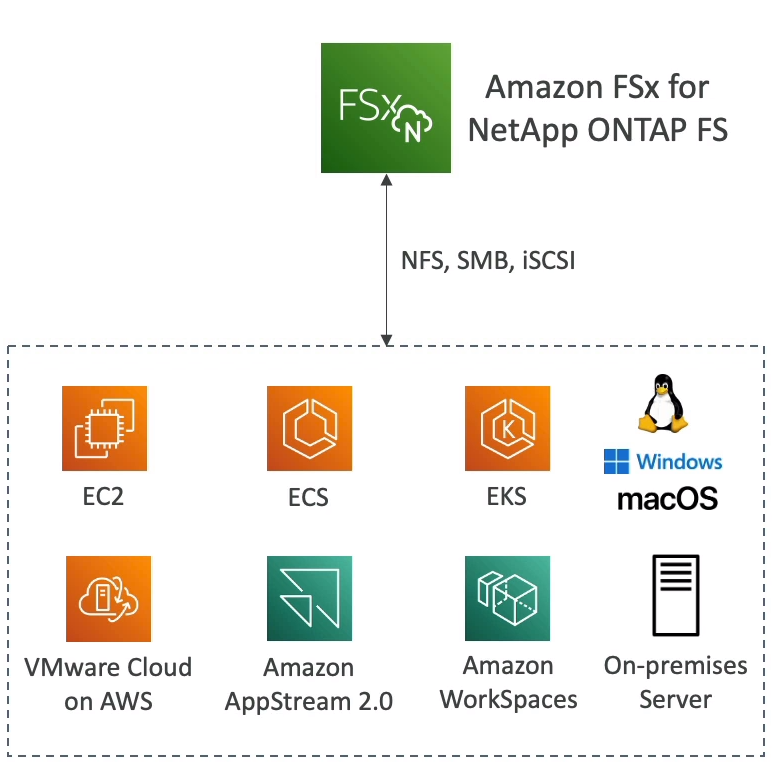 FSx
N
Amazon FSx for
NetApp ONTAP FS
NFS, SMB, iSCSI
EC2
ECS
K
EKS
Windows
macOS
VMware Cloud
on AWS
Amazon
AppStream 2.0
Amazon
WorkSpaces
On-premises
Server